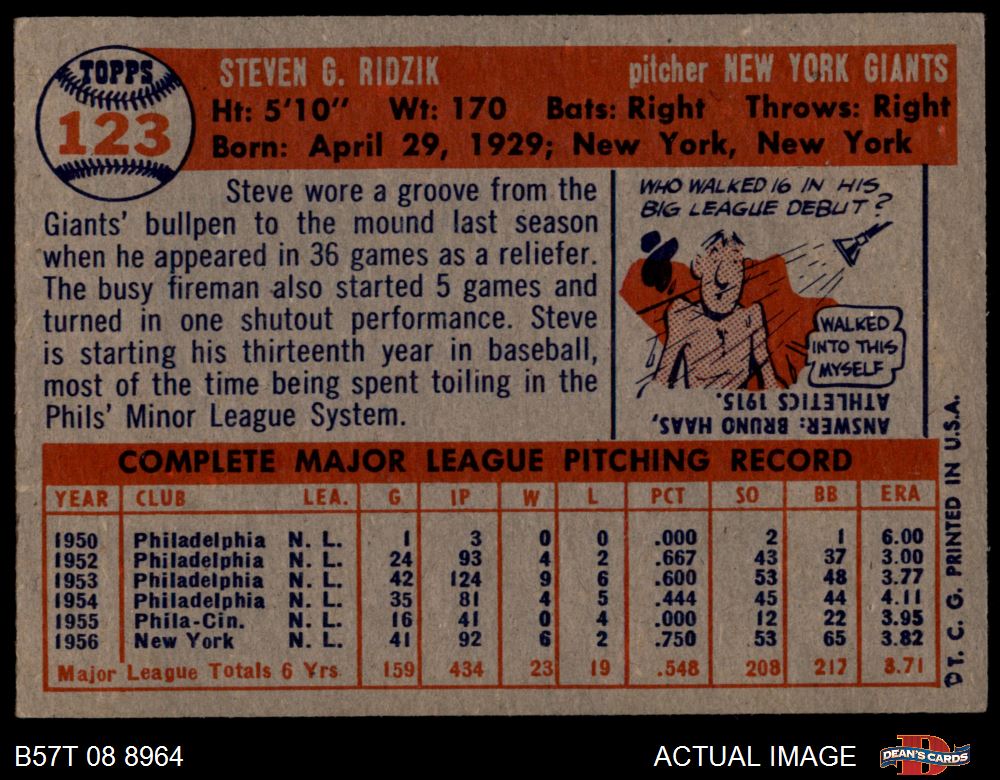 TOPPS
123
STEVEN G. RIDZIK pitcher NEW YORK GIANTS
Ht: 5'10" Wt: 170 Bats: Right Throws: Right
Born: April 29, 1929; New York, New York
Steve wore a groove from the
Giants' bullpen to the mound last season
when he appeared in 36 games as a reliefer.
The busy fireman also started 5 games and
turned in one shutout performance. Steve
is starting his thirteenth year in baseball,
most of the time being spent toiling in the
Phils' Minor League System.
WHO WALKED 16 IN HIS
BIG LEAGUE DEBUT?
WALKED
INTO THIS
MYSELF
ANSWER: BRUNO HAAS,
ATHLETICS 1915.
COMPLETE MAJOR LEAGUE PITCHING RECORD
YEAR CLUB LEA. G IP W L PCT SO BB ERA
1950 Philadelphia N. L. 1 3 0 0 .000 2 1 6.00
1952 Philadelphia N. L. 24 93 4 2 .667 43 37 3.00
1953 Philadelphia N. L. 42 124 9 6 .600 53 48 3.77
1954 Philadelphia N. L. 35 81 4 5 .444 45 44 4.11
1955 Phila-Cin. N. L. 16 41 0 4 .000 12 22 3.95
1956 New York N. L. 41 92 6 2 .750 53 65 3.82
Major League Totals 6 Yrs 159 434 23 19 .548 208 217 3.71
T. C. G. PRINTED IN U.S.A.
B57T 08 8964
ACTUAL IMAGE
DEAN'S CARDS